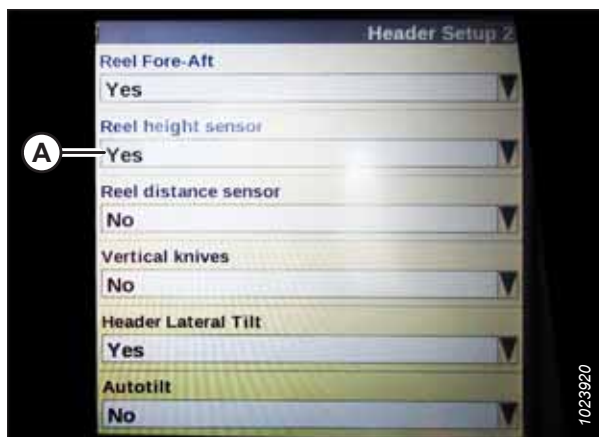 Header Setup 2
Reel Fore-Aft
Yes
Reel height sensor
A
Yes
Reel distance sensor
No
Vertical knives
No
Header Lateral Tilt
Yes
Autotilt
No
1023920